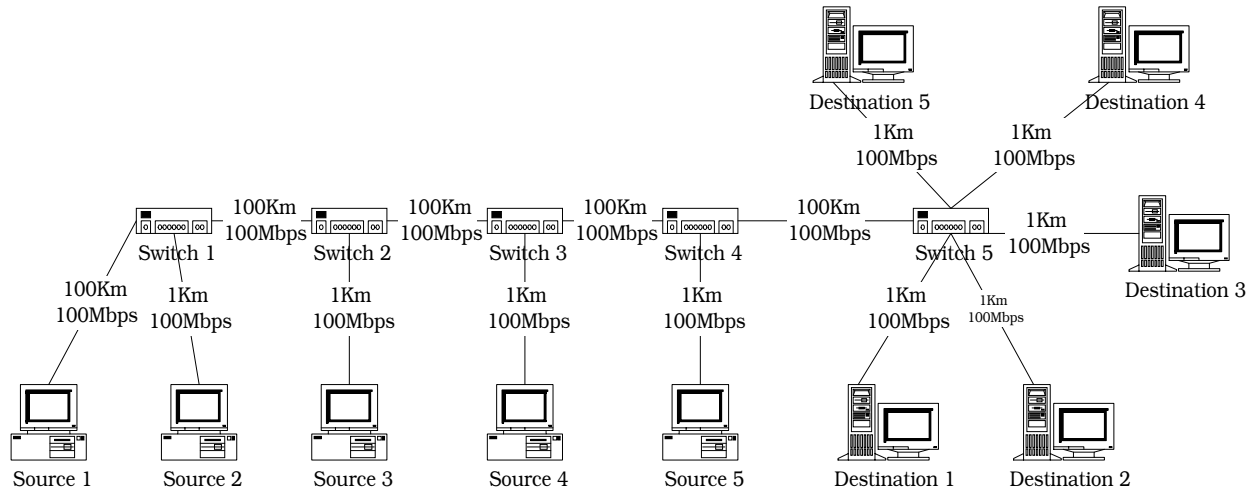 Destination 5
Destination 4
1Km
100Mbps
1Km
100Mbps
100Km
100Mbps
100Km
100Mbps
100Km
100Mbps
100Km
100Mbps
1Km
100Mbps
Switch 1
Switch 2
Switch 3
Switch 4
Switch 5
Destination 3
100Km
100Mbps
1Km
100Mbps
1Km
100Mbps
1Km
100Mbps
1Km
100Mbps
1Km
100Mbps
1Km
100Mbps
Source 1
Source 2
Source 3
Source 4
Source 5
Destination 1
Destination 2